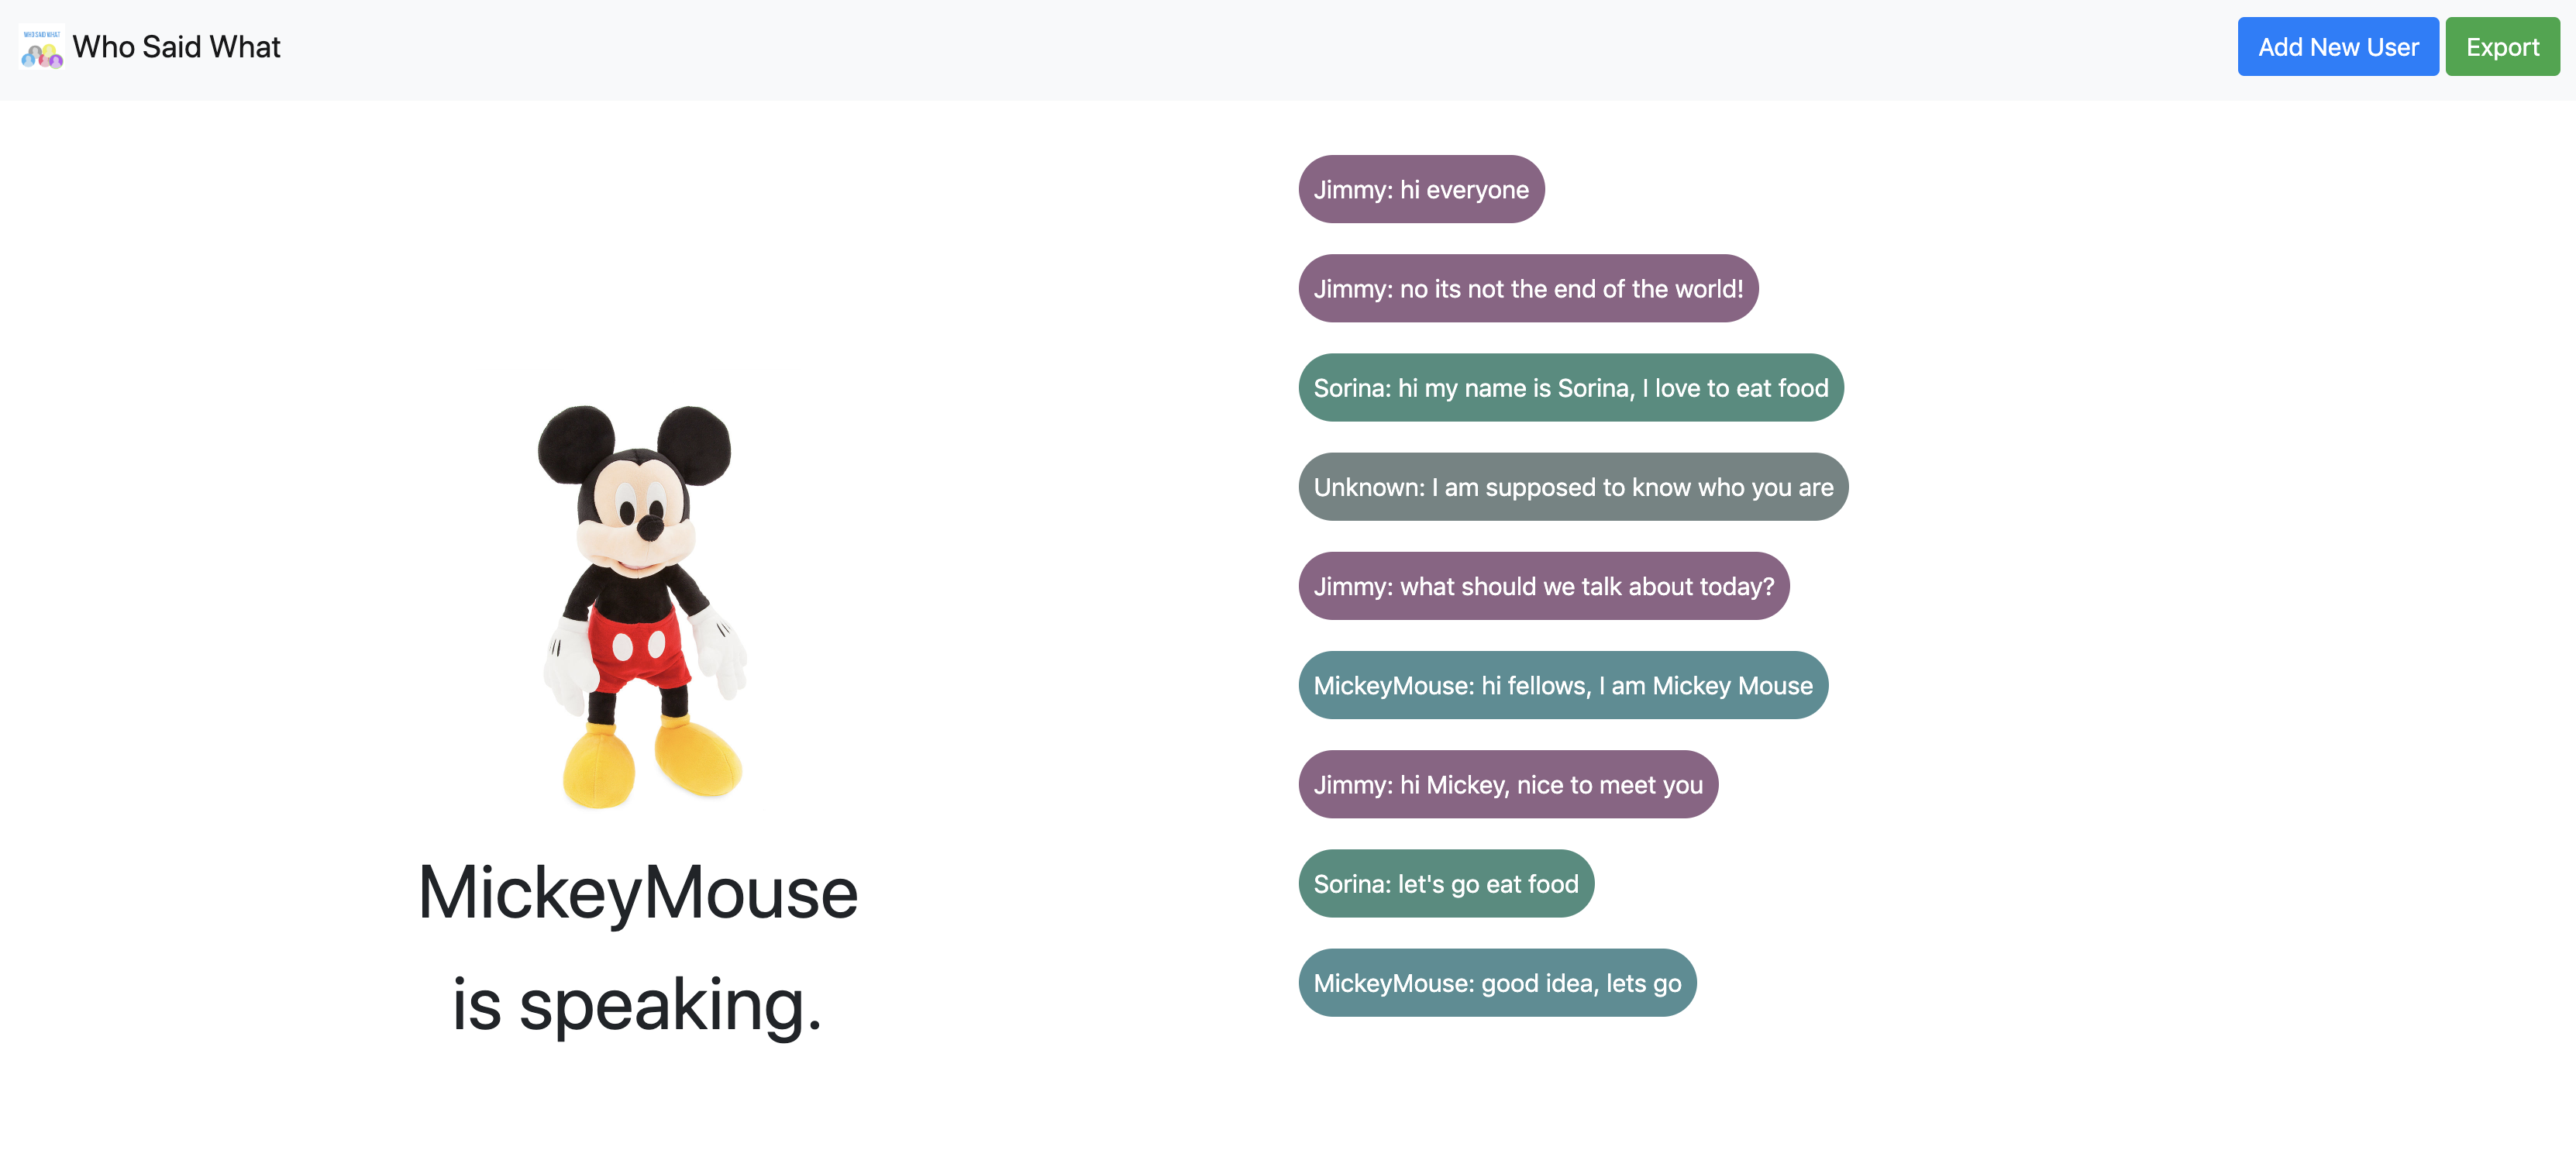 WHO SAID WHAT
Who Said What
Add New User
Export
Jimmy: hi everyone
Jimmy: no its not the end of the world!
Sorina: hi my name is Sorina, I love to eat food
Unknown: I am supposed to know who you are
Jimmy: what should we talk about today?
MickeyMouse: hi fellows, I am Mickey Mouse
Jimmy: hi Mickey, nice to meet you
Sorina: let's go eat food
MickeyMouse: good idea, lets go
MickeyMouse
is speaking.